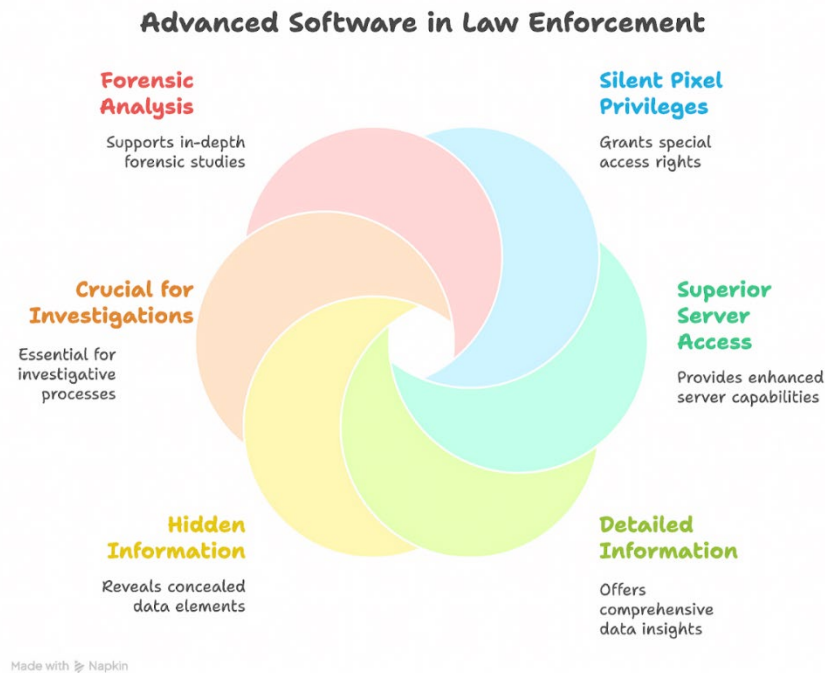 Advanced Software in Law Enforcement
Forensic
Analysis
Supports in-depth
forensic studies
Silent Pixel
Privileges
Grants special
access rights
Crucial for
Investigations
Essential for
investigative
processes
Superior
Server
Access
Provides enhanced
server capabilities
Hidden
Information
Reveals concealed
data elements
Detailed
Information
Offers
comprehensive
data insights
Made with Napkin